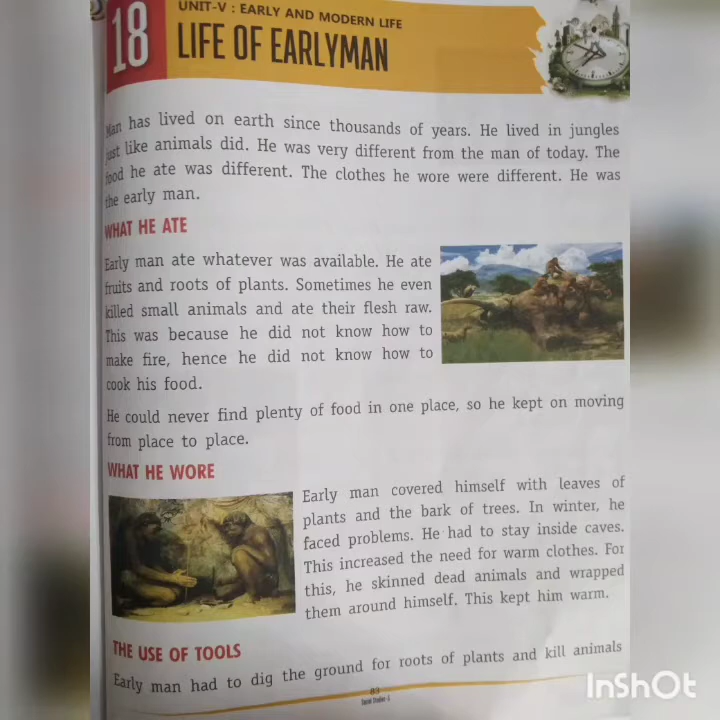 18
UNIT-V : EARLY AND MODERN LIFE
LIFE OF EARLYMAN
Man has lived on earth since thousands of years. He lived in jungles
just like animals did. He was very different from the man of today. The
food he ate was different. The clothes he wore were different. He was
the early man.
WHAT HE ATE
Early man ate whatever was available. He ate
fruits and roots of plants. Sometimes he even
killed small animals and ate their flesh raw.
This was because he did not know how to
make fire, hence he did not know how to
cook his food.
He could never find plenty of food in one place, so he kept on moving
from place to place.
WHAT HE WORE
Early man covered himself with leaves of
plants and the bark of trees. In winter, he
faced problems. He had to stay inside caves.
This increased the need for warm clothes. For
this, he skinned dead animals and wrapped
them around himself. This kept him warm.
THE USE OF TOOLS
Early man had to dig the ground for roots of plants and kill animals
83
InShOt